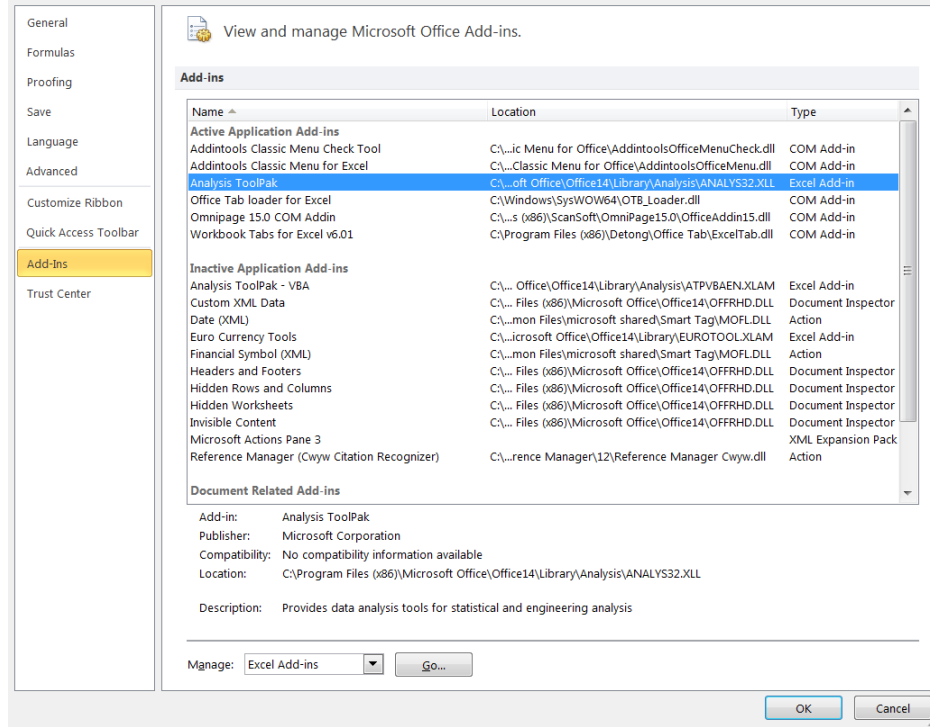 General
Formulas
Proofing
Save
Language
Advanced
Customize Ribbon
Quick Access Toolbar
Add-Ins
Trust Center
View and manage Microsoft Office Add-ins.
Add-ins
Name Location Type
Active Application Add-ins
Addintools Classic Menu Check Tool C:\...ic Menu for Office\AddintoolsOfficeMenuCheck.dll COM Add-in
Addintools Classic Menu for Excel C:\...Classic Menu for Office\AddintoolsOfficeMenu.dll COM Add-in
Analysis ToolPak C:\...oft Office\Office14\Library\Analysis\ANALYS32.XLL Excel Add-in
Office Tab loader for Excel C:\Windows\SysWOW64\OTB_Loader.dll COM Add-in
Omnipage 15.0 COM Addin C:\...s (x86)\ScanSoft\OmniPage15.0\OfficeAddin15.dll COM Add-in
Workbook Tabs for Excel v6.01 C:\Program Files (x86)\Detong\Office Tab\ExcelTab.dll COM Add-in
Inactive Application Add-ins
Analysis ToolPak - VBA C:\... Office\Office14\Library\Analysis\ATPVBAEN.XLAM Excel Add-in
Custom XML Data C:\... Files (x86)\Microsoft Office\Office14\OFFRHD.DLL Document Inspector
Date (XML) C:\...mon Files\microsoft shared\Smart Tag\MOFL.DLL Action
Euro Currency Tools C:\...icrosoft Office\Office14\Library\EUROTOOL.XLAM Excel Add-in
Financial Symbol (XML) C:\...mon Files\microsoft shared\Smart Tag\MOFL.DLL Action
Headers and Footers C:\... Files (x86)\Microsoft Office\Office14\OFFRHD.DLL Document Inspector
Hidden Rows and Columns C:\... Files (x86)\Microsoft Office\Office14\OFFRHD.DLL Document Inspector
Hidden Worksheets C:\... Files (x86)\Microsoft Office\Office14\OFFRHD.DLL Document Inspector
Invisible Content C:\... Files (x86)\Microsoft Office\Office14\OFFRHD.DLL Document Inspector
Microsoft Actions Pane 3 XML Expansion Pack
Reference Manager (Cwyw Citation Recognizer) C:\...rence Manager\12\Reference Manager Cwyw.dll Action
Document Related Add-ins
Add-in: Analysis ToolPak
Publisher: Microsoft Corporation
Compatibility: No compatibility information available
Location: C:\Program Files (x86)\Microsoft Office\Office14\Library\Analysis\ANALYS32.XLL
Description: Provides data analysis tools for statistical and engineering analysis
Manage: Excel Add-ins Go...
OK Cancel